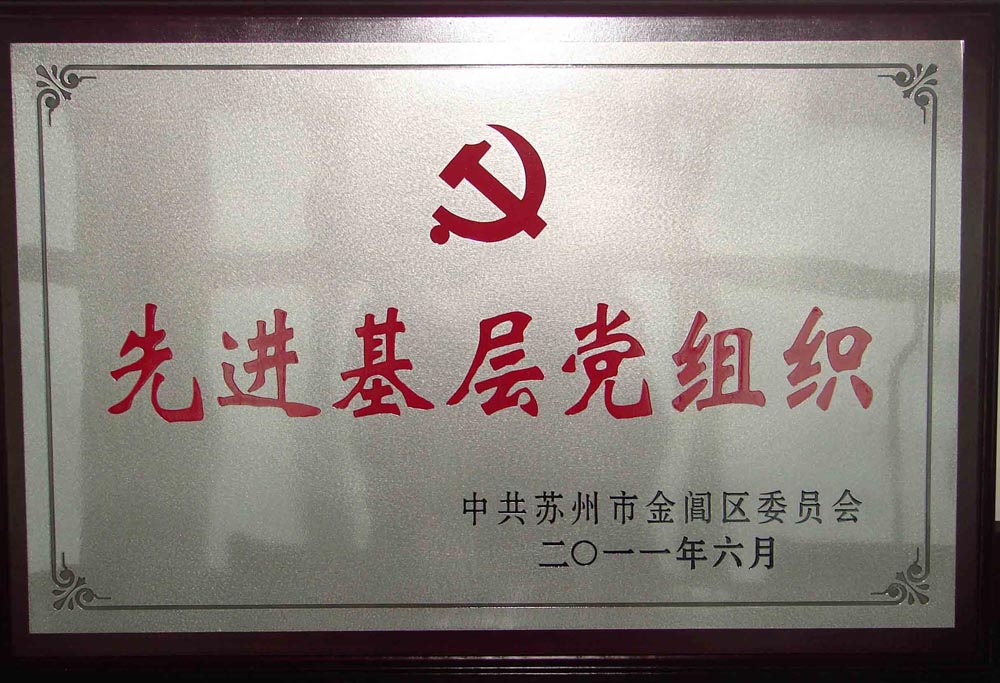 先进基层党组织
中共苏州市金阊区委员会
二〇一一年六月